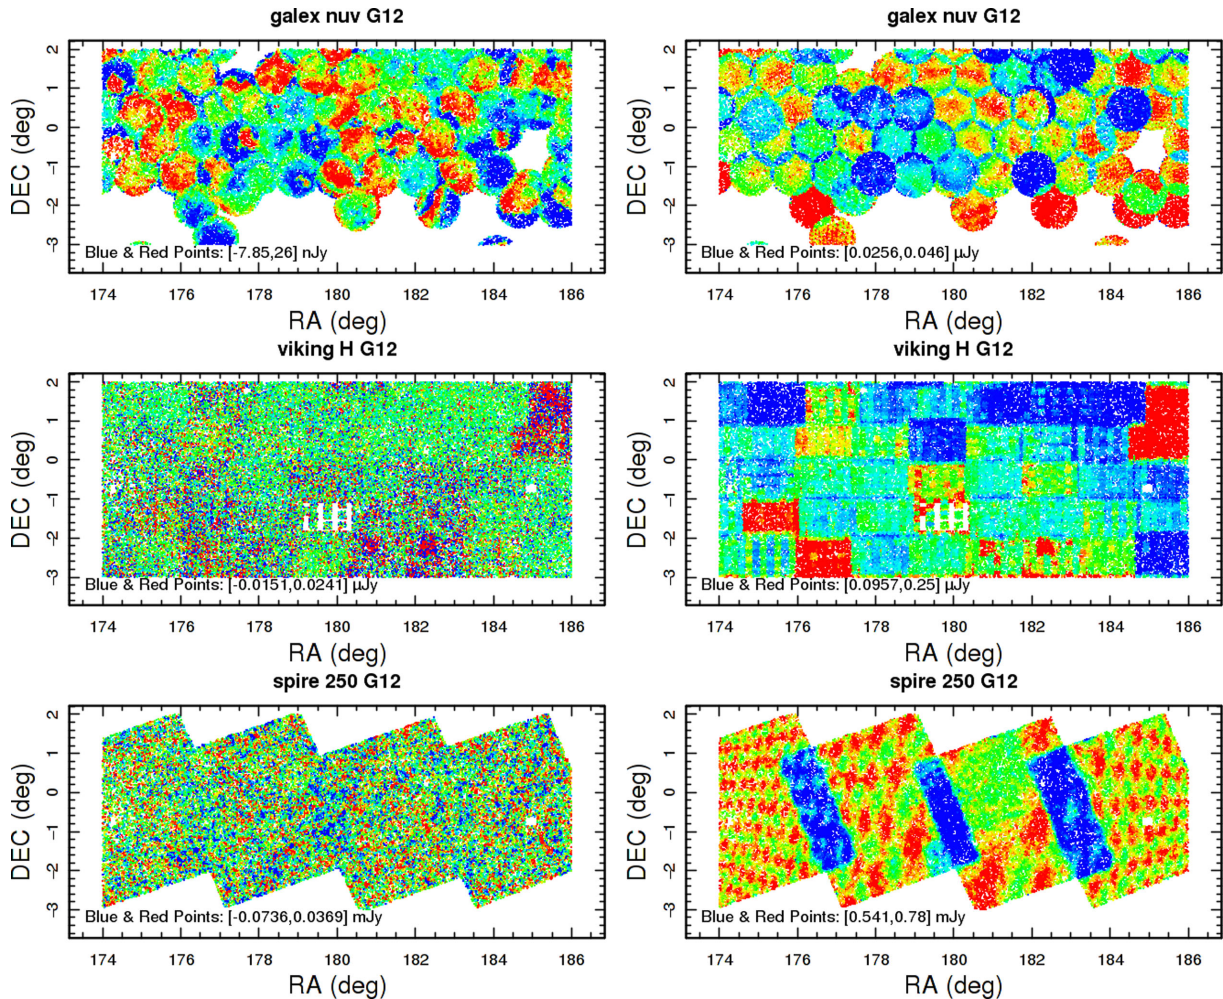 galex nuv G12
galex nuv G12
DEC (deg)
2
1
0
-1
-2
-3
Blue & Red Points: [-7.85,26] nJy
174 176 178 180 182 184 186
RA (deg)
DEC (deg)
2
1
0
-1
-2
-3
Blue & Red Points: [0.0256,0.046] μJy
174 176 178 180 182 184 186
RA (deg)
viking H G12
viking H G12
DEC (deg)
2
1
0
-1
-2
-3
Blue & Red Points: [-0.0151,0.0241] μJy
174 176 178 180 182 184 186
RA (deg)
DEC (deg)
2
1
0
-1
-2
-3
Blue & Red Points: [0.0957,0.25] μJy
174 176 178 180 182 184 186
RA (deg)
spire 250 G12
spire 250 G12
DEC (deg)
2
1
0
-1
-2
-3
Blue & Red Points: [-0.0736,0.0369] mJy
174 176 178 180 182 184 186
RA (deg)
DEC (deg)
2
1
0
-1
-2
-3
Blue & Red Points: [0.541,0.78] mJy
174 176 178 180 182 184 186
RA (deg)